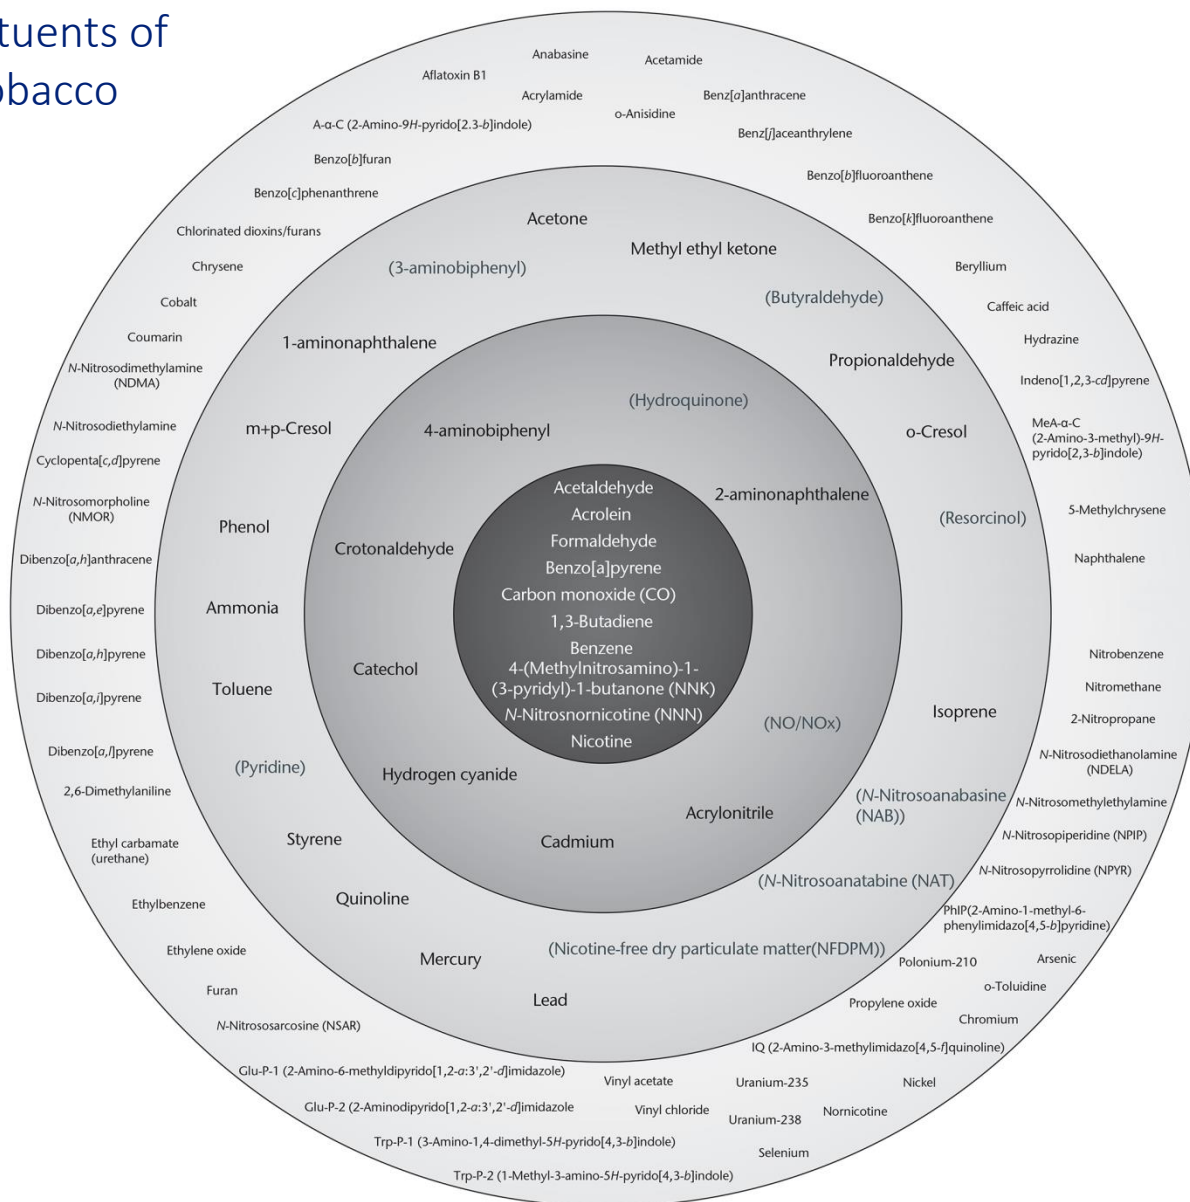 tuents of
obacco
Anabasine
Acetamide
Aflatoxin B1
Acrylamide
Benz[a]anthracene
o-Anisidine
A-α-C (2-Amino-9H-pyrido[2.3-b]indole)
Benz[j]aceanthrylene
Benzo[b]furan
Benzo[b]fluoroanthene
Benzo[c]phenanthrene
Benzo[k]fluoroanthene
Chlorinated dioxins/furans
Chrysene
Beryllium
Cobalt
Caffeic acid
Coumarin
Hydrazine
N-Nitrosodimethylamine
(NDMA)
Indeno[1,2,3-cd]pyrene
N-Nitrosodiethylamine
MeA-α-C
(2-Amino-3-methyl)-9H-
pyrido[2,3-b]indole)
Cyclopenta[c,d]pyrene
N-Nitrosomorpholine
(NMOR)
5-Methylchrysene
Dibenzo[a,h]anthracene
Naphthalene
Dibenzo[a,e]pyrene
Dibenzo[a,h]pyrene
Nitrobenzene
Dibenzo[a,i]pyrene
Nitromethane
2-Nitropropane
Dibenzo[a,l]pyrene
N-Nitrosodiethanolamine
(NDELA)
2,6-Dimethylaniline
N-Nitrosomethylethylamine
Ethyl carbamate
(urethane)
N-Nitrosopiperidine (NPIP)
N-Nitrosopyrrolidine (NPYR)
Ethylbenzene
PhIP(2-Amino-1-methyl-6-
phenylimidazo[4,5-b]pyridine)
Ethylene oxide
Polonium-210
Arsenic
Furan
o-Toluidine
Propylene oxide
N-Nitrososarcosine (NSAR)
Chromium
IQ (2-Amino-3-methylimidazo[4,5-f]quinoline)
Glu-P-1 (2-Amino-6-methyldipyrido[1,2-a:3',2'-d]imidazole)
Vinyl acetate
Uranium-235
Nickel
Glu-P-2 (2-Aminodipyrido[1,2-a:3',2'-d]imidazole
Vinyl chloride
Uranium-238
Nornicotine
Trp-P-1 (3-Amino-1,4-dimethyl-5H-pyrido[4,3-b]indole)
Selenium
Trp-P-2 (1-Methyl-3-amino-5H-pyrido[4,3-b]indole)
Acetone
Methyl ethyl ketone
(3-aminobiphenyl)
(Butyraldehyde)
1-aminonaphthalene
Propionaldehyde
m+p-Cresol
o-Cresol
Phenol
(Resorcinol)
Ammonia
Toluene
Isoprene
(Pyridine)
(N-Nitrosoanabasine
(NAB))
Styrene
(N-Nitrosoanatabine (NAT)
Quinoline
(Nicotine-free dry particulate matter(NFDPM))
Mercury
Lead
(Hydroquinone)
4-aminobiphenyl
2-aminonaphthalene
Crotonaldehyde
Catechol
(NO/NOx)
Hydrogen cyanide
Acrylonitrile
Cadmium
Acetaldehyde
Acrolein
Formaldehyde
Benzo[a]pyrene
Carbon monoxide (CO)
1,3-Butadiene
Benzene
4-(Methylnitrosamino)-1-
(3-pyridyl)-1-butanone (NNK)
N-Nitrosnornicotine (NNN)
Nicotine